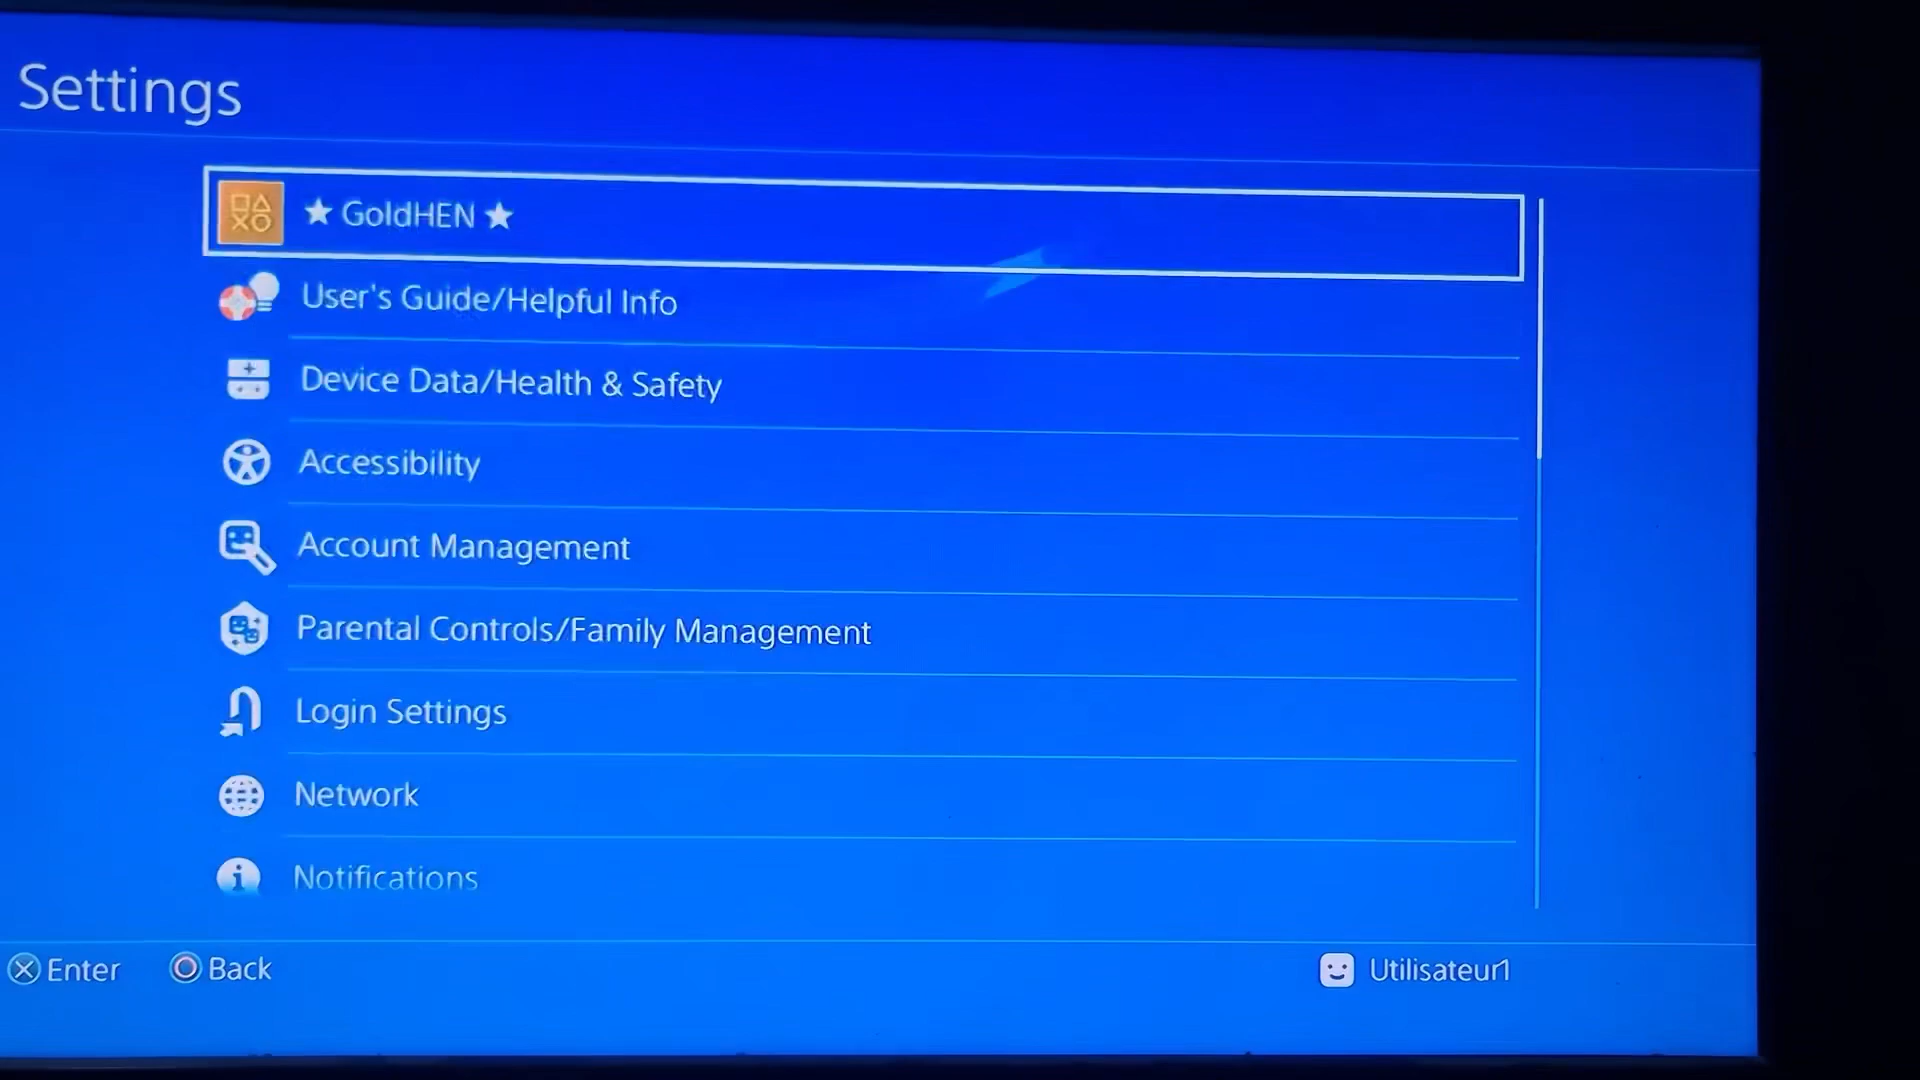 Settings
★ GoldHEN ★
User's Guide/Helpful Info
Device Data/Health & Safety
Accessibility
Account Management
Parental Controls/Family Management
Login Settings
Network
Notifications
Enter
Back
Utilisateur1